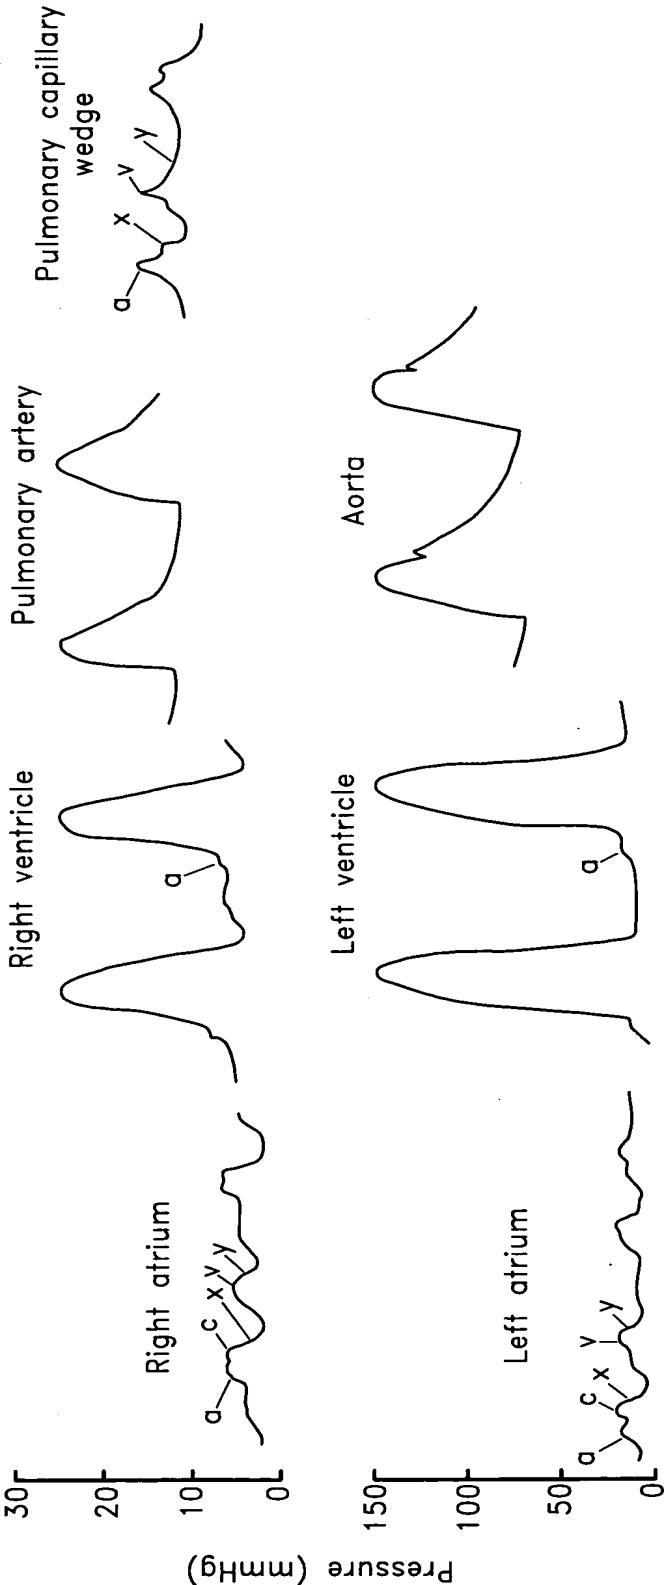 Pressure (mmHg)
30
20
10
0
Right atrium
a
c
x
v
y
Right ventricle
a
Pulmonary artery
Pulmonary capillary
wedge
a
x
v
y
150
100
50
0
Left atrium
a
c
x
v
y
Left ventricle
a
Aorta